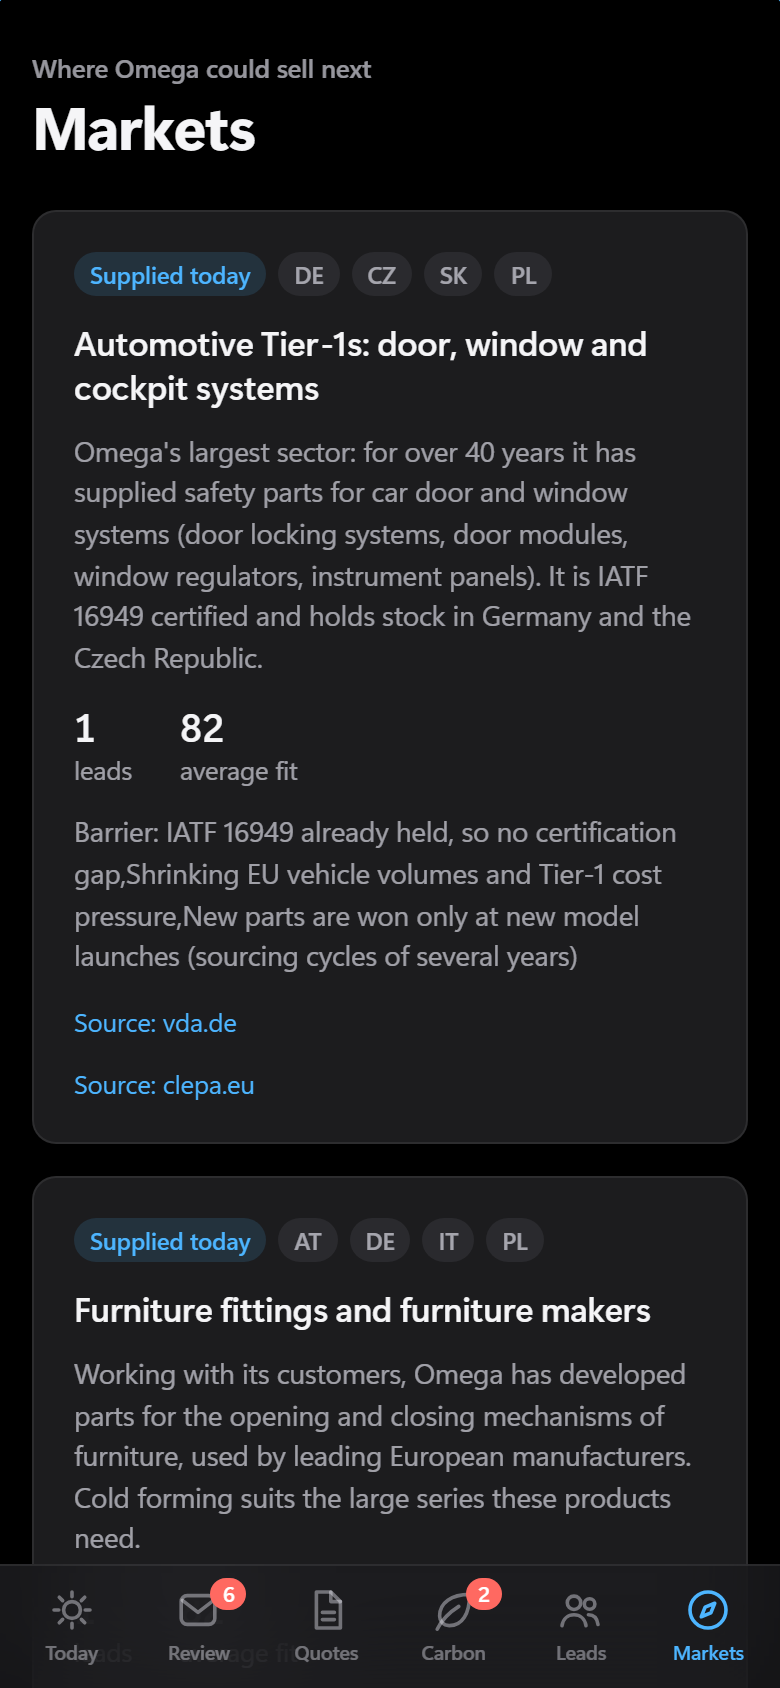 Where Omega could sell next
Markets
Supplied today DE CZ SK PL
Automotive Tier-1s: door, window and
cockpit systems
Omega's largest sector: for over 40 years it has
supplied safety parts for car door and window
systems (door locking systems, door modules,
window regulators, instrument panels). It is IATF
16949 certified and holds stock in Germany and the
Czech Republic.
1 82
leads average fit
Barrier: IATF 16949 already held, so no certification
gap,Shrinking EU vehicle volumes and Tier-1 cost
pressure,New parts are won only at new model
launches (sourcing cycles of several years)
Source: vda.de
Source: clepa.eu
Supplied today AT DE IT PL
Furniture fittings and furniture makers
Working with its customers, Omega has developed
parts for the opening and closing mechanisms of
furniture, used by leading European manufacturers.
Cold forming suits the large series these products
need.
6 2
Today Review Quotes Carbon Leads Markets